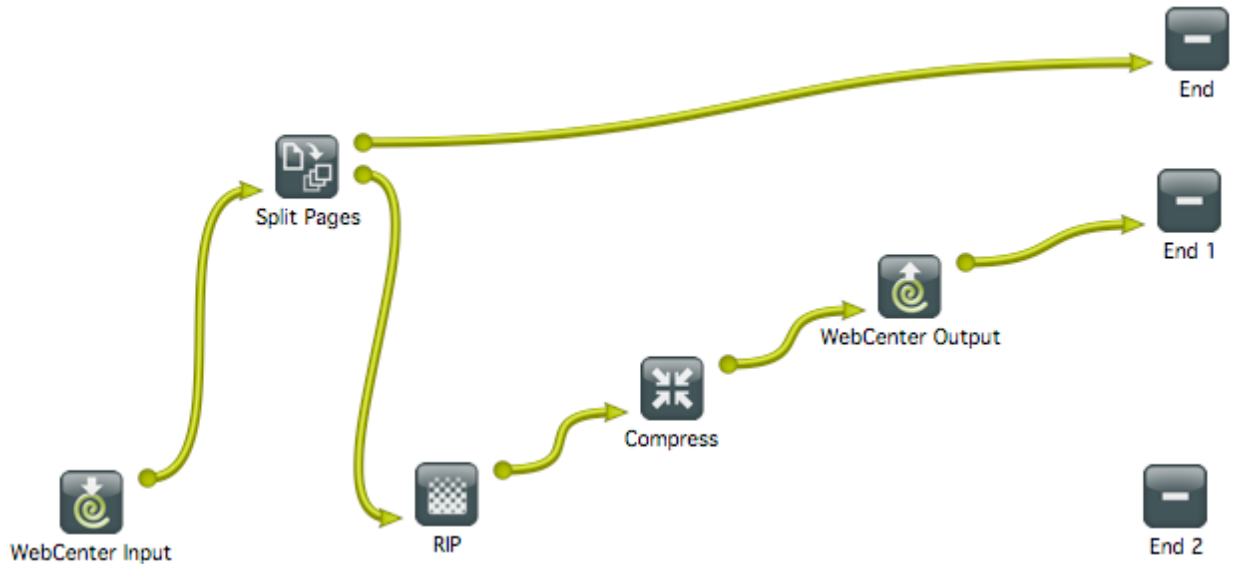 End
Split Pages
End 1
WebCenter Output
Compress
RIP
End 2
WebCenter Input